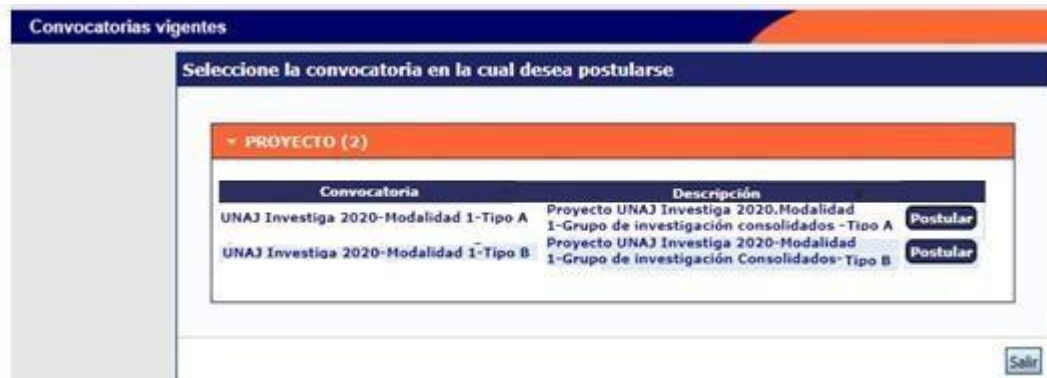 Convocatorias vigentes
Seleccione la convocatoria en la cual desea postularse
PROYECTO (2)
Convocatoria Descripción
UNAJ Investiga 2020-Modalidad 1-Tipo A Proyecto UNAJ Investiga 2020.Modalidad
1-Grupo de investigación consolidados -Tipo A Postular
UNAJ Investiga 2020-Modalidad 1-Tipo B Proyecto UNAJ Investiga 2020-Modalidad
1-Grupo de investigación Consolidados-Tipo B Postular
Salir